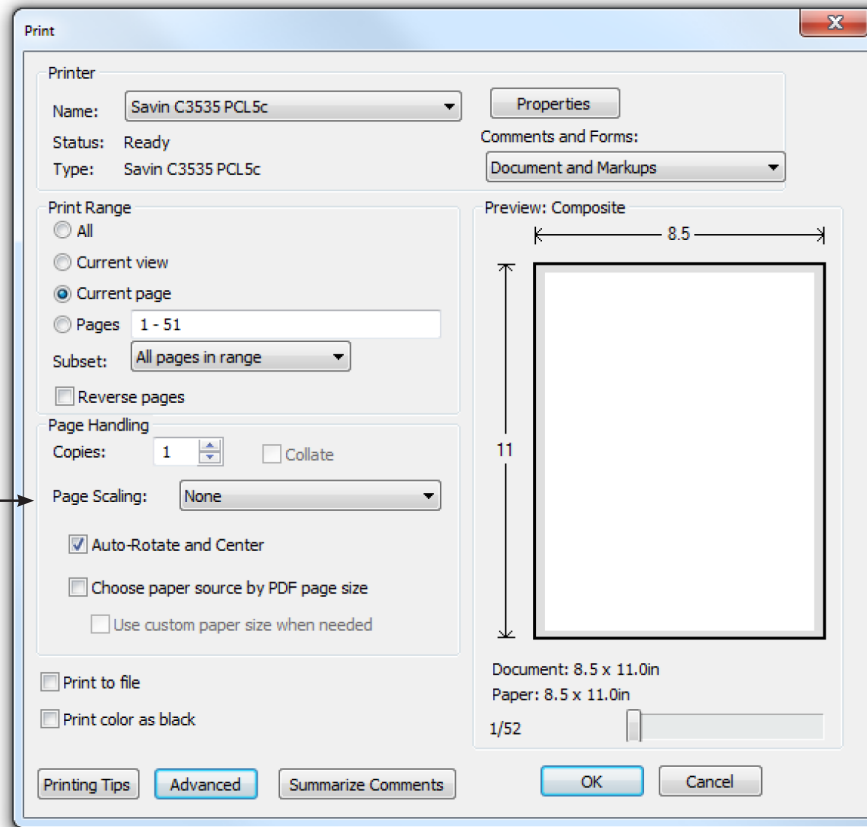 Print
Printer
Name: Savin C3535 PCL5c
Properties
Status: Ready
Comments and Forms:
Type: Savin C3535 PCL5c
Document and Markups
Print Range
All
Current view
Current page
Pages 1 - 51
Subset: All pages in range
Reverse pages
Page Handling
Copies: 1 Collate
Page Scaling: None
Auto-Rotate and Center
Choose paper source by PDF page size
Use custom paper size when needed
Print to file
Print color as black
Preview: Composite
8.5
11
Document: 8.5 x 11.0in
Paper: 8.5 x 11.0in
1/52
Printing Tips Advanced Summarize Comments OK Cancel